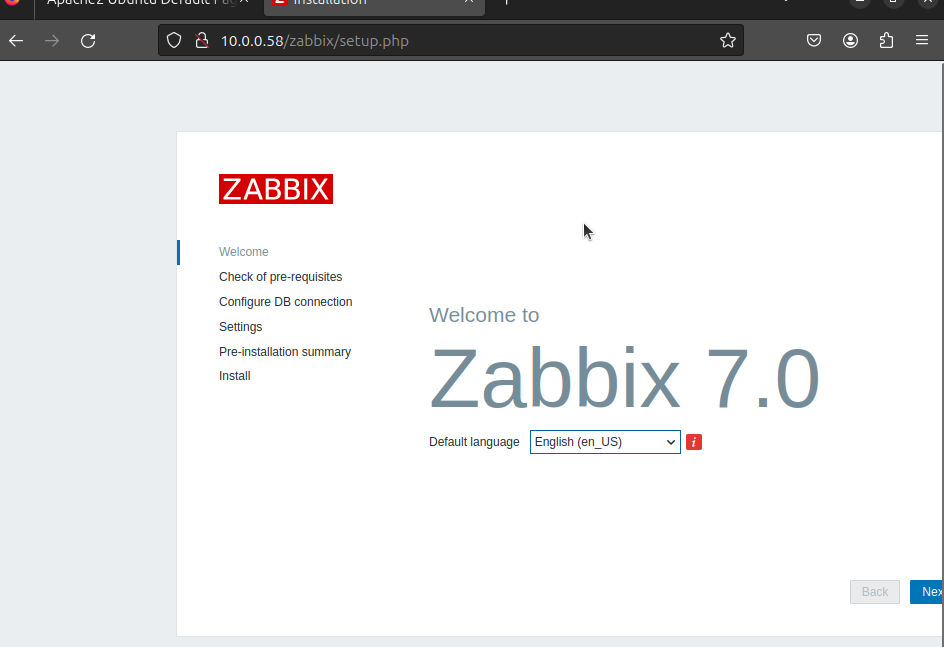 Apache2 Ubuntu Default Pag
Installation
10.0.0.58/zabbix/setup.php
ZABBIX
Welcome
Check of pre-requisites
Configure DB connection
Settings
Pre-installation summary
Install
Welcome to
Zabbix 7.0
Default language English (en_US) i
Back Nex